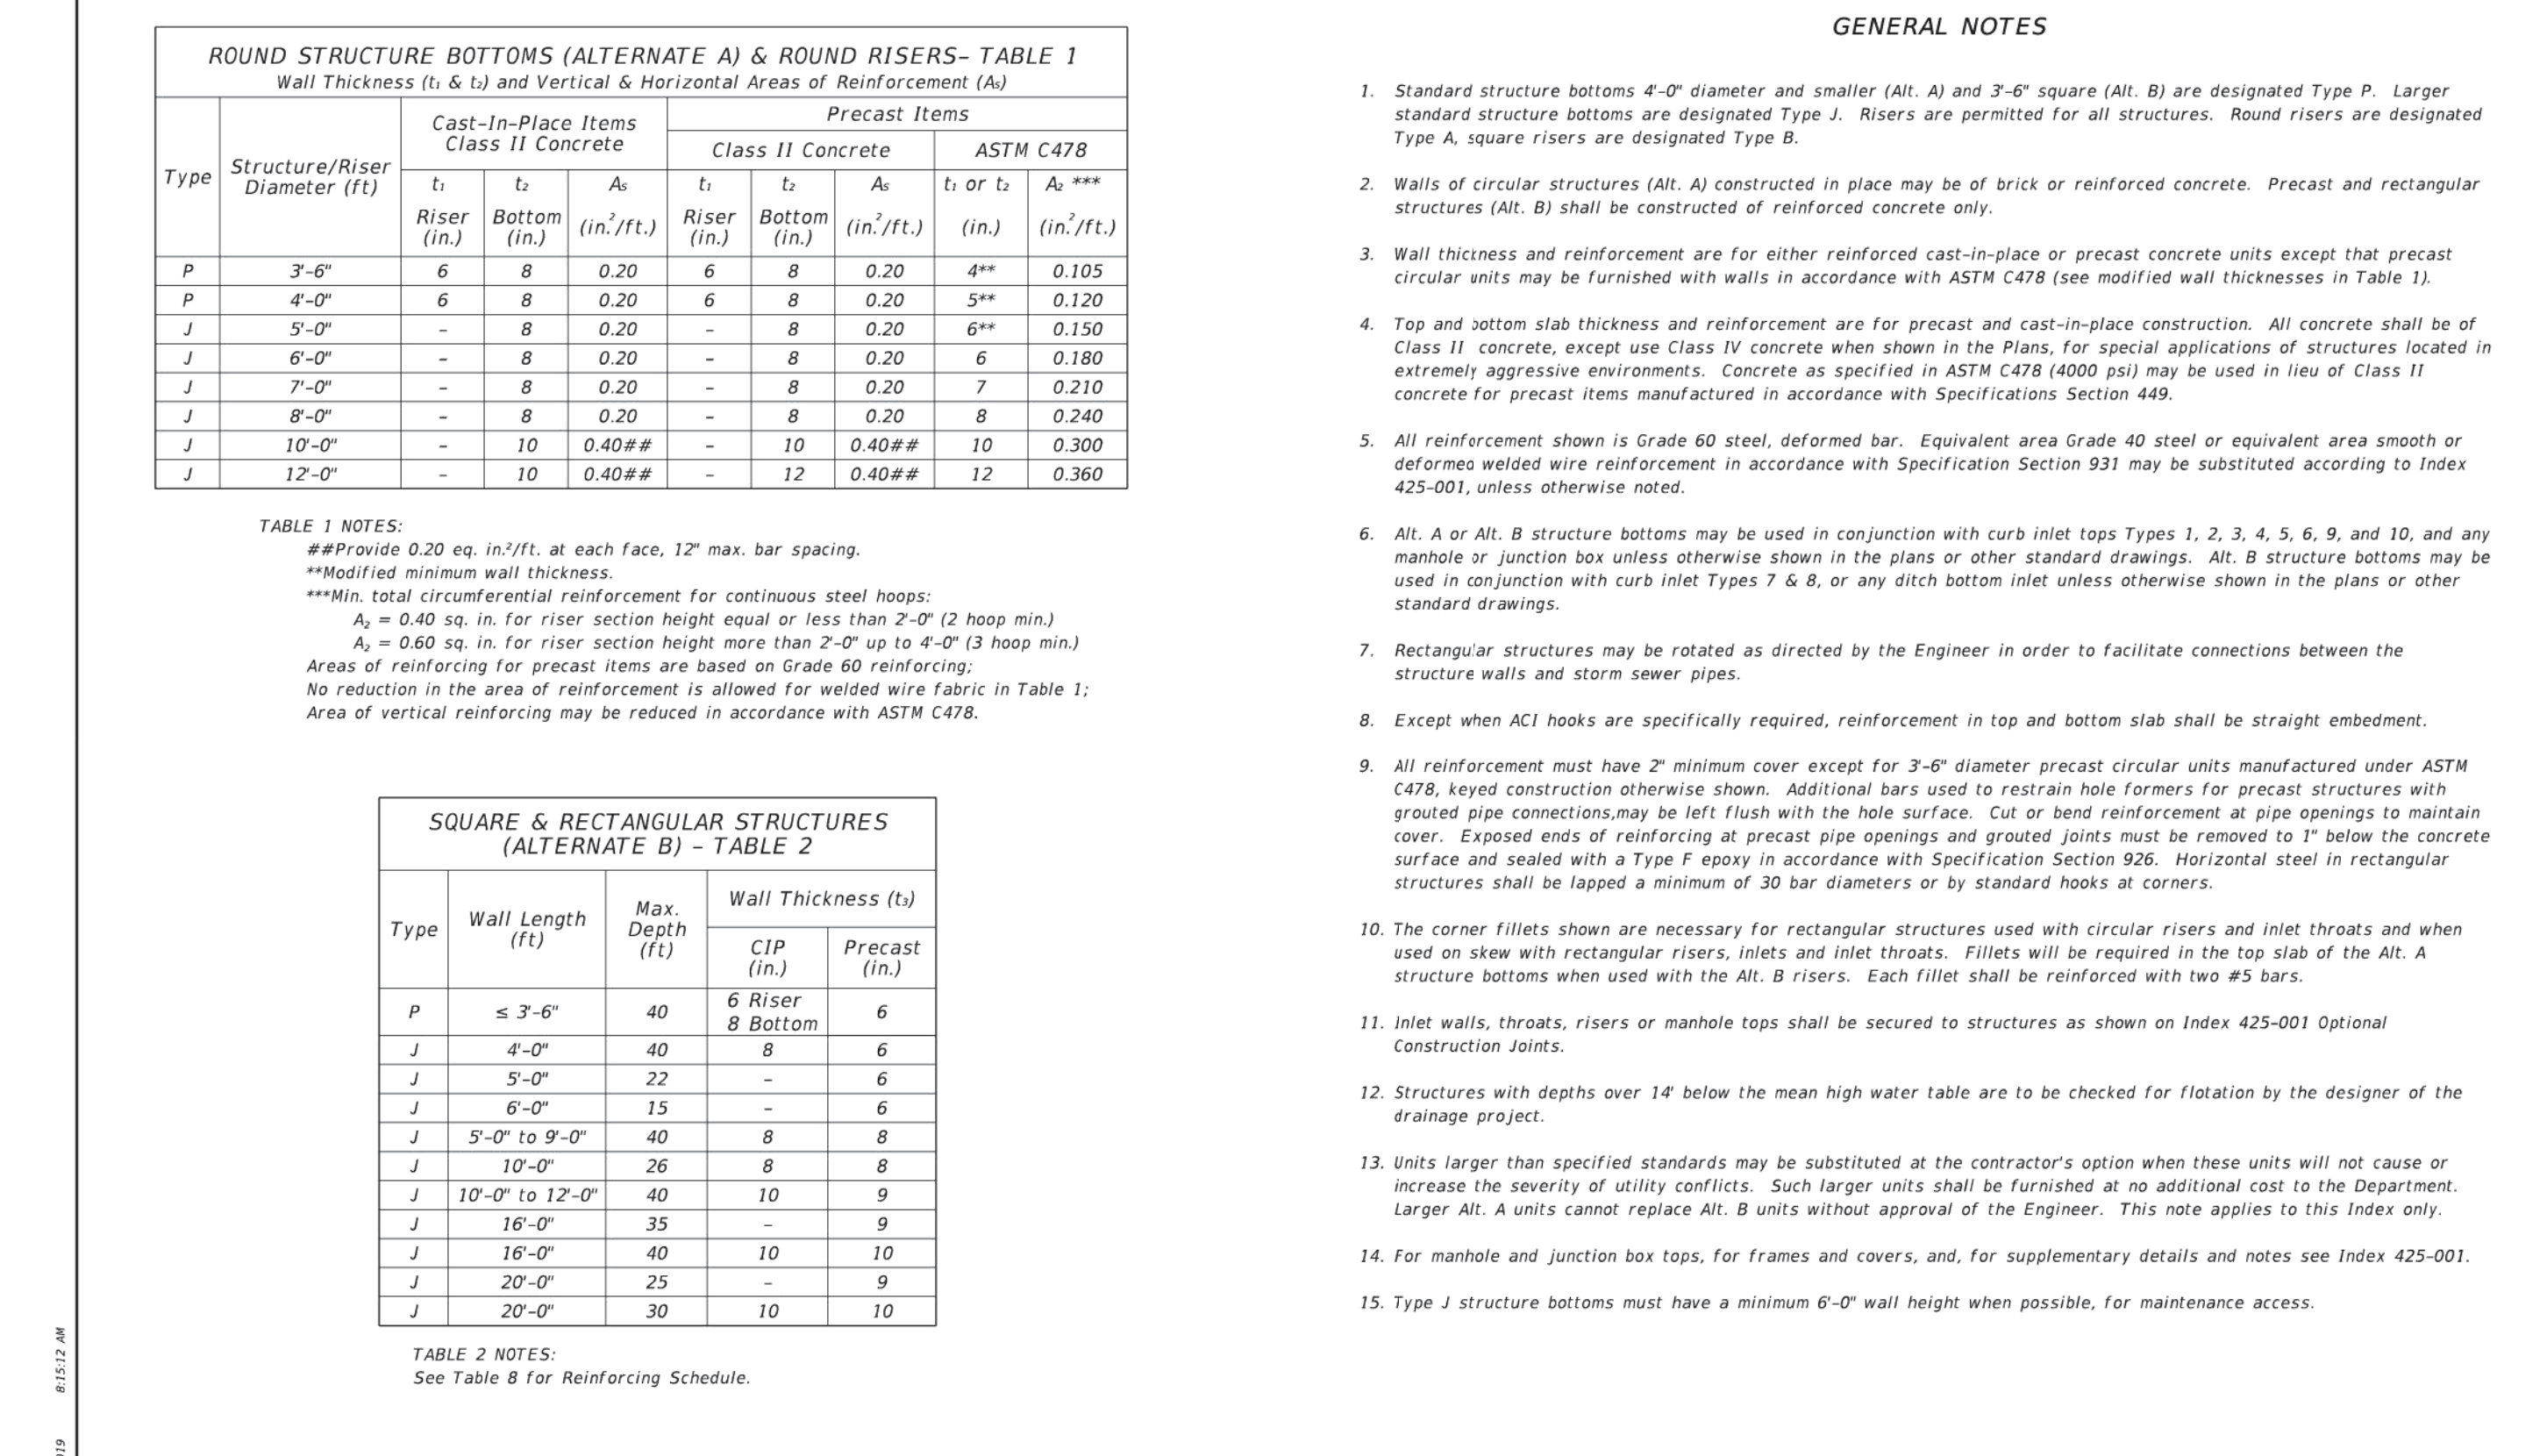 ROUND STRUCTURE BOTTOMS (ALTERNATE A) & ROUND RISERS– TABLE 1
Wall Thickness (t₁ & t₂) and Vertical & Horizontal Areas of Reinforcement (Aₛ)
Type
Structure/Riser
Diameter (ft)
Cast–In–Place Items
Class II Concrete
Precast Items
Class II Concrete
ASTM C478
t₁ t₂ Aₛ t₁ t₂ Aₛ t₁ or t₂ A₂ ***
Riser (in.) Bottom (in.) (in.²/ft.) Riser (in.) Bottom (in.) (in.²/ft.) (in.) (in.²/ft.)
P 3'–6" 6 8 0.20 6 8 0.20 4** 0.105
P 4'–0" 6 8 0.20 6 8 0.20 5** 0.120
J 5'–0" – 8 0.20 – 8 0.20 6** 0.150
J 6'–0" – 8 0.20 – 8 0.20 6 0.180
J 7'–0" – 8 0.20 – 8 0.20 7 0.210
J 8'–0" – 8 0.20 – 8 0.20 8 0.240
J 10'–0" – 10 0.40## – 10 0.40## 10 0.300
J 12'–0" – 10 0.40## – 12 0.40## 12 0.360
TABLE 1 NOTES:
##Provide 0.20 eq. in.²/ft. at each face, 12" max. bar spacing.
**Modified minimum wall thickness.
***Min. total circumferential reinforcement for continuous steel hoops:
A₂ = 0.40 sq. in. for riser section height equal or less than 2'–0" (2 hoop min.)
A₂ = 0.60 sq. in. for riser section height more than 2'–0" up to 4'–0" (3 hoop min.)
Areas of reinforcing for precast items are based on Grade 60 reinforcing;
No reduction in the area of reinforcement is allowed for welded wire fabric in Table 1;
Area of vertical reinforcing may be reduced in accordance with ASTM C478.
SQUARE & RECTANGULAR STRUCTURES
(ALTERNATE B) – TABLE 2
Type
Wall Length
(ft)
Max.
Depth
(ft)
Wall Thickness (t₃)
CIP
(in.)
Precast
(in.)
P ≤ 3'–6" 40 6 Riser 8 Bottom 6
J 4'–0" 40 8 6
J 5'–0" 22 – 6
J 6'–0" 15 – 6
J 5'–0" to 9'–0" 40 8 8
J 10'–0" 26 8 8
J 10'–0" to 12'–0" 40 10 9
J 16'–0" 35 – 9
J 16'–0" 40 10 10
J 20'–0" 25 – 9
J 20'–0" 30 10 10
TABLE 2 NOTES:
See Table 8 for Reinforcing Schedule.
GENERAL NOTES
1. Standard structure bottoms 4'–0" diameter and smaller (Alt. A) and 3'–6" square (Alt. B) are designated Type P. Larger
standard structure bottoms are designated Type J. Risers are permitted for all structures. Round risers are designated
Type A, square risers are designated Type B.
2. Walls of circular structures (Alt. A) constructed in place may be of brick or reinforced concrete. Precast and rectangular
structures (Alt. B) shall be constructed of reinforced concrete only.
3. Wall thickness and reinforcement are for either reinforced cast–in–place or precast concrete units except that precast
circular units may be furnished with walls in accordance with ASTM C478 (see modified wall thicknesses in Table 1).
4. Top and bottom slab thickness and reinforcement are for precast and cast–in–place construction. All concrete shall be of
Class II concrete, except use Class IV concrete when shown in the Plans, for special applications of structures located in
extremely aggressive environments. Concrete as specified in ASTM C478 (4000 psi) may be used in lieu of Class II
concrete for precast items manufactured in accordance with Specifications Section 449.
5. All reinforcement shown is Grade 60 steel, deformed bar. Equivalent area Grade 40 steel or equivalent area smooth or
deformed welded wire reinforcement in accordance with Specification Section 931 may be substituted according to Index
425–001, unless otherwise noted.
6. Alt. A or Alt. B structure bottoms may be used in conjunction with curb inlet tops Types 1, 2, 3, 4, 5, 6, 9, and 10, and any
manhole or junction box unless otherwise shown in the plans or other standard drawings. Alt. B structure bottoms may be
used in conjunction with curb inlet Types 7 & 8, or any ditch bottom inlet unless otherwise shown in the plans or other
standard drawings.
7. Rectangular structures may be rotated as directed by the Engineer in order to facilitate connections between the
structure walls and storm sewer pipes.
8. Except when ACI hooks are specifically required, reinforcement in top and bottom slab shall be straight embedment.
9. All reinforcement must have 2" minimum cover except for 3'–6" diameter precast circular units manufactured under ASTM
C478, keyed construction otherwise shown. Additional bars used to restrain hole formers for precast structures with
grouted pipe connections,may be left flush with the hole surface. Cut or bend reinforcement at pipe openings to maintain
cover. Exposed ends of reinforcing at precast pipe openings and grouted joints must be removed to 1" below the concrete
surface and sealed with a Type F epoxy in accordance with Specification Section 926. Horizontal steel in rectangular
structures shall be lapped a minimum of 30 bar diameters or by standard hooks at corners.
10. The corner fillets shown are necessary for rectangular structures used with circular risers and inlet throats and when
used on skew with rectangular risers, inlets and inlet throats. Fillets will be required in the top slab of the Alt. A
structure bottoms when used with the Alt. B risers. Each fillet shall be reinforced with two #5 bars.
11. Inlet walls, throats, risers or manhole tops shall be secured to structures as shown on Index 425–001 Optional
Construction Joints.
12. Structures with depths over 14' below the mean high water table are to be checked for flotation by the designer of the
drainage project.
13. Units larger than specified standards may be substituted at the contractor's option when these units will not cause or
increase the severity of utility conflicts. Such larger units shall be furnished at no additional cost to the Department.
Larger Alt. A units cannot replace Alt. B units without approval of the Engineer. This note applies to this Index only.
14. For manhole and junction box tops, for frames and covers, and, for supplementary details and notes see Index 425–001.
15. Type J structure bottoms must have a minimum 6'–0" wall height when possible, for maintenance access.
8:15:12 AM